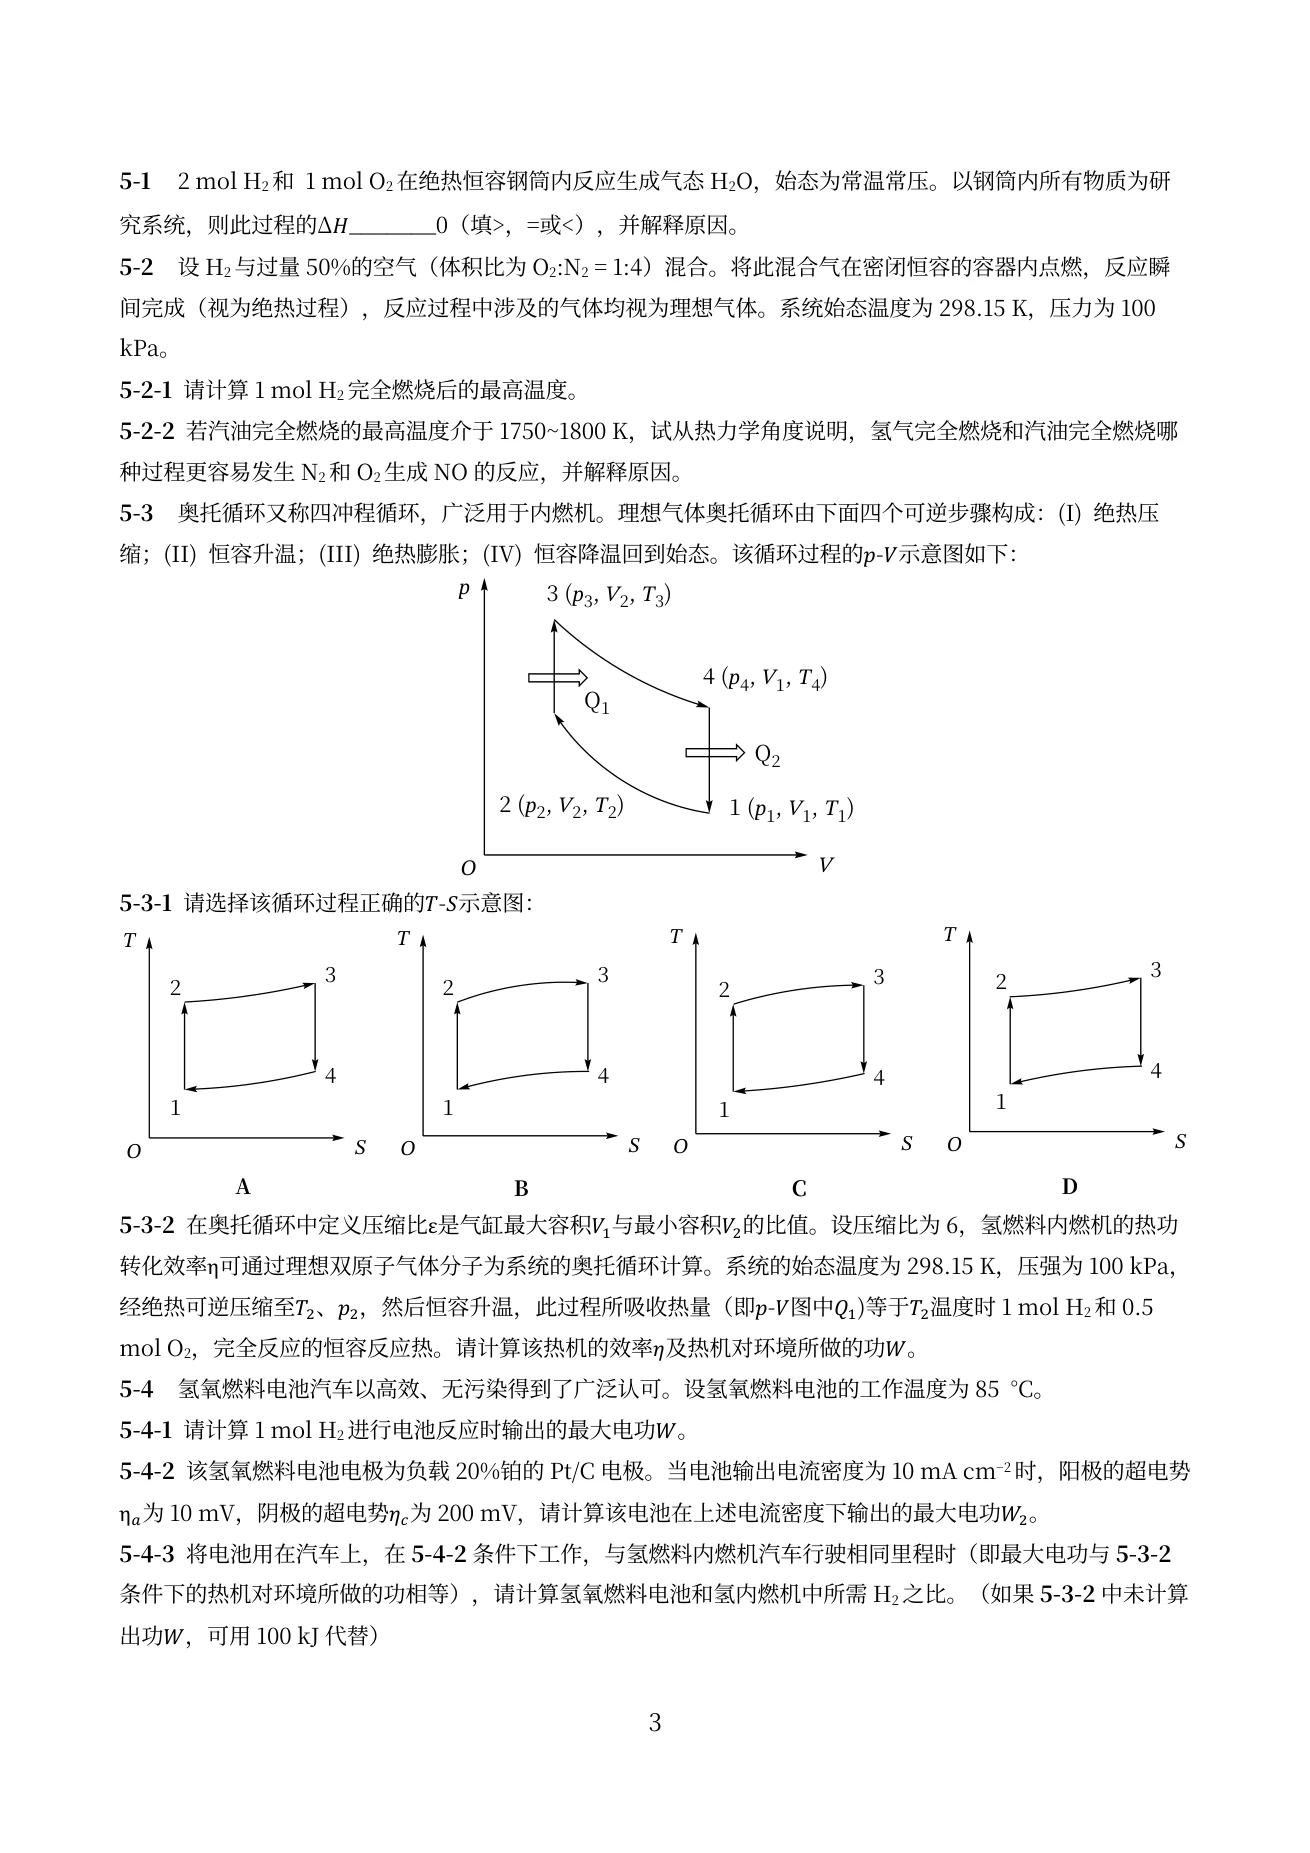 5-1 2 mol H₂和 1 mol O₂在绝热恒容钢筒内反应生成气态 H₂O，始态为常温常压。以钢筒内所有物质为研
究系统，则此过程的ΔH________0（填>，=或<），并解释原因。
5-2 设 H₂与过量 50%的空气（体积比为 O₂:N₂ = 1:4）混合。将此混合气在密闭恒容的容器内点燃，反应瞬
间完成（视为绝热过程），反应过程中涉及的气体均视为理想气体。系统始态温度为 298.15 K，压力为 100
kPa。
5-2-1 请计算 1 mol H₂完全燃烧后的最高温度。
5-2-2 若汽油完全燃烧的最高温度介于 1750~1800 K，试从热力学角度说明，氢气完全燃烧和汽油完全燃烧哪
种过程更容易发生 N₂和 O₂生成 NO 的反应，并解释原因。
5-3 奥托循环又称四冲程循环，广泛用于内燃机。理想气体奥托循环由下面四个可逆步骤构成：(I) 绝热压
缩；(II) 恒容升温；(III) 绝热膨胀；(IV) 恒容降温回到始态。该循环过程的p-V示意图如下：
p
3 (p₃, V₂, T₃)
4 (p₄, V₁, T₄)
Q₁
Q₂
2 (p₂, V₂, T₂)
1 (p₁, V₁, T₁)
O
V
5-3-1 请选择该循环过程正确的T-S示意图：
T 2 3 4 1 O S
T 2 3 4 1 O S
T 2 3 4 1 O S
T 2 3 4 1 O S
A B C D
5-3-2 在奥托循环中定义压缩比ε是气缸最大容积V₁与最小容积V₂的比值。设压缩比为 6，氢燃料内燃机的热功
转化效率η可通过理想双原子气体分子为系统的奥托循环计算。系统的始态温度为 298.15 K，压强为 100 kPa，
经绝热可逆压缩至T₂、p₂，然后恒容升温，此过程所吸收热量（即p-V图中Q₁)等于T₂温度时 1 mol H₂和 0.5
mol O₂，完全反应的恒容反应热。请计算该热机的效率η及热机对环境所做的功W。
5-4 氢氧燃料电池汽车以高效、无污染得到了广泛认可。设氢氧燃料电池的工作温度为 85 °C。
5-4-1 请计算 1 mol H₂进行电池反应时输出的最大电功W。
5-4-2 该氢氧燃料电池电极为负载 20%铂的 Pt/C 电极。当电池输出电流密度为 10 mA cm⁻²时，阳极的超电势
ηₐ为 10 mV，阴极的超电势η_c为 200 mV，请计算该电池在上述电流密度下输出的最大电功W₂。
5-4-3 将电池用在汽车上，在 5-4-2 条件下工作，与氢燃料内燃机汽车行驶相同里程时（即最大电功与 5-3-2
条件下的热机对环境所做的功相等），请计算氢氧燃料电池和氢内燃机中所需 H₂之比。（如果 5-3-2 中未计算
出功W，可用 100 kJ 代替）
3